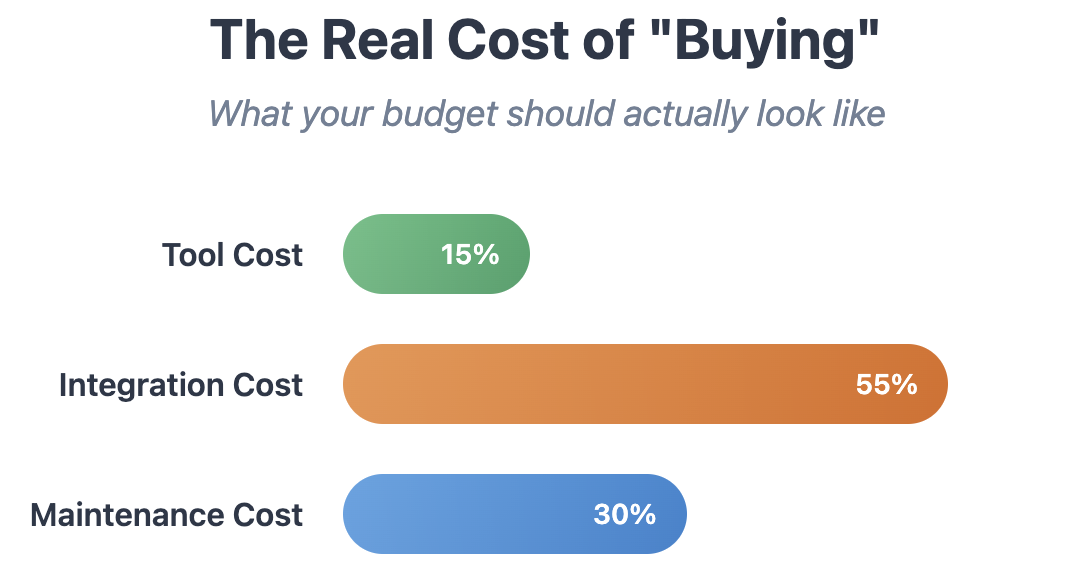 The Real Cost of "Buying"
What your budget should actually look like
Tool Cost 15%
Integration Cost 55%
Maintenance Cost 30%